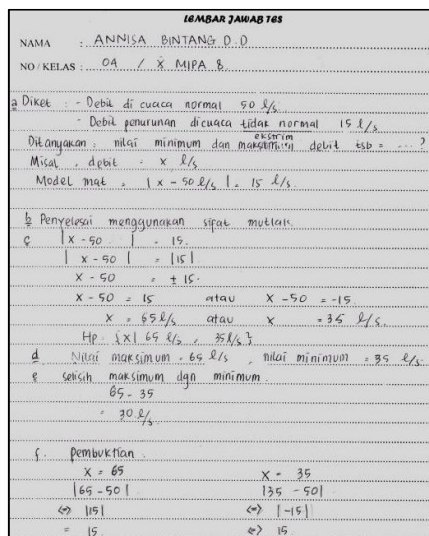 LEMBAR JAWAB TES
NAMA : ANNISA BINTANG D.D
NO / KELAS : 04 / X MIPA 8
a Diket : - Debit di cuaca normal 50 l/s
- Debit penurunan dicuaca tidak normal 15 l/s
ekstrim
Ditanyakan : nilai minimum dan debit tsb = .... ?
Misal , debit = x l/s
Model mat = | x - 50 l/s | = 15 l/s
b Penyelesai menggunakan sifat mutlak.
c | x - 50 | = 15.
| x - 50 | = |15|
x - 50 = ± 15.
x - 50 = 15 atau x - 50 = -15.
x = 65 l/s atau x = 35 l/s.
Hp = {x| 65 l/s , 35 l/s }
d Nilai maksimum = 65 l/s , nilai minimum = 35 l/s.
e selisih maksimum dgn minimum.
65 - 35
= 30 l/s
f. Pembuktian .
x = 65 x = 35
|65 - 50| |35 - 50|
<=> |15| <=> |-15|
= 15 <=> 15